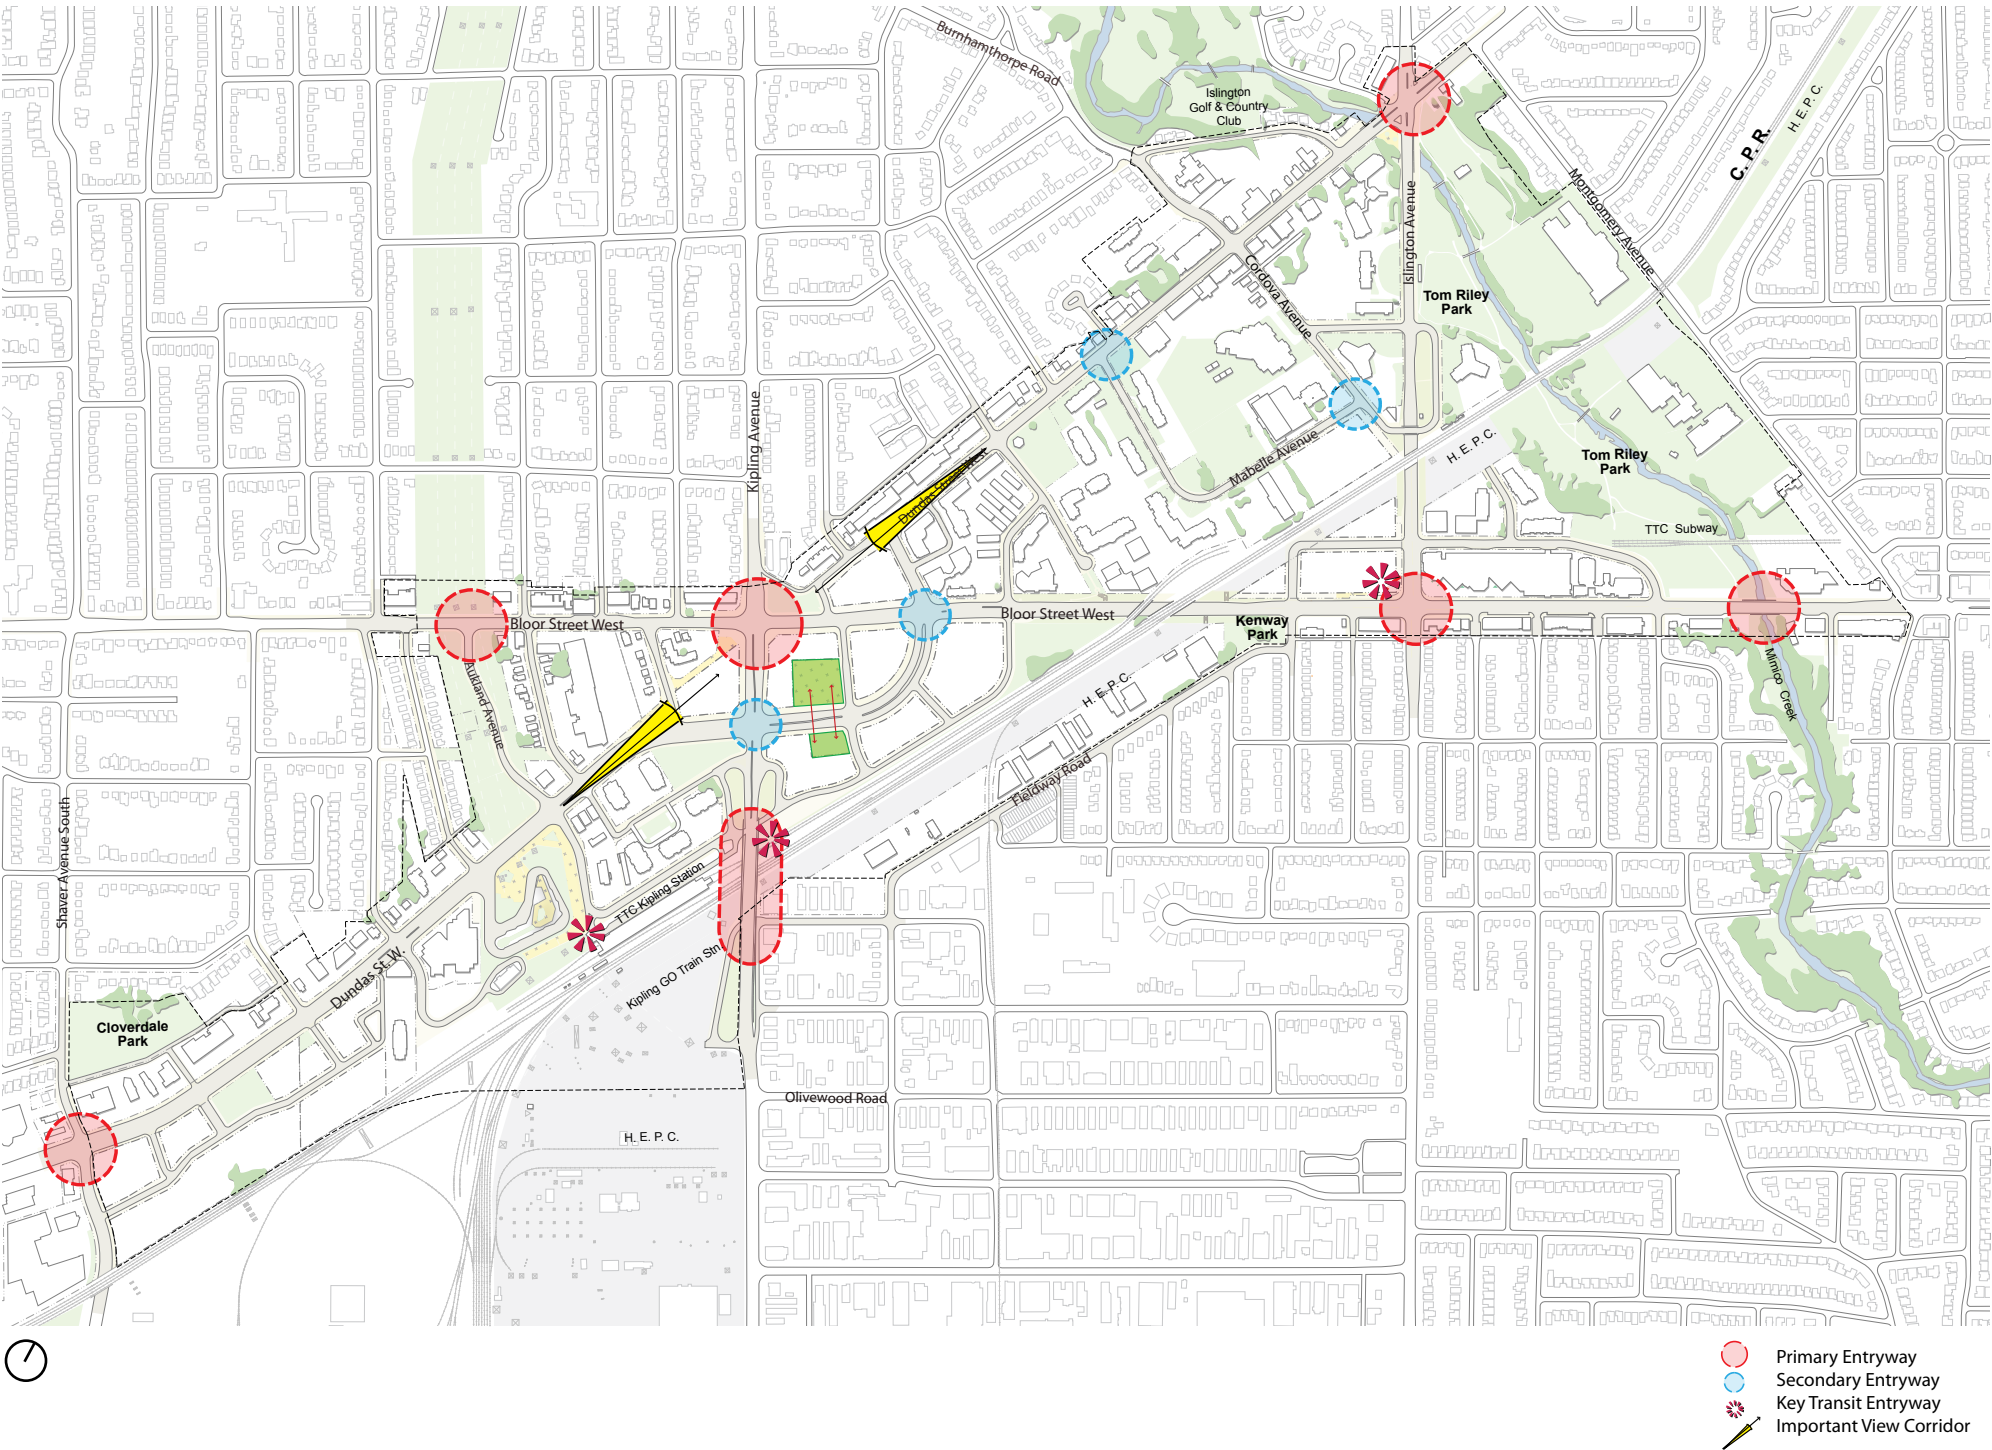 Burnhamthorpe Road
Islington
Golf & Country
Club
C. P. R.
H. E. P. C.
Montgomery Avenue
Islington Avenue
Cordova Avenue
Tom Riley
Park
Kipling Avenue
Dundas Street West
Mabelle Avenue
H. E. P. C.
Tom Riley
Park
TTC Subway
Bloor Street West
Bloor Street West
Kenway
Park
Aukland Avenue
H. E. P. C.
Mimico Creek
Fieldway Road
Shaver Avenue South
TTC Kipling Station
Kipling GO Train Stn.
Dundas St. W.
Cloverdale
Park
Olivewood Road
H. E. P. C.
Primary Entryway
Secondary Entryway
Key Transit Entryway
Important View Corridor